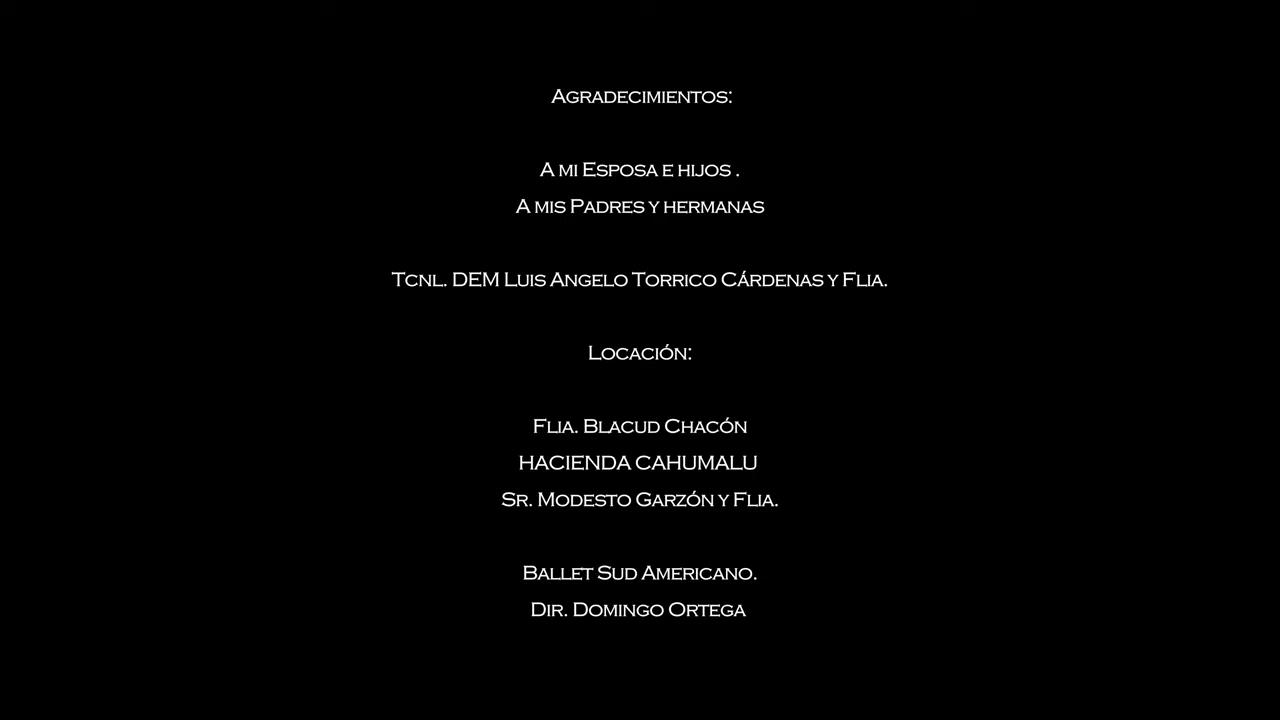 Agradecimientos:
A mi Esposa e hijos .
A mis Padres y hermanas
Tcnl. DEM Luis Angelo Torrico Cárdenas y Flia.
Locación:
Flia. Blacud Chacón
HACIENDA CAHUMALU
Sr. Modesto Garzón y Flia.
Ballet Sud Americano.
Dir. Domingo Ortega